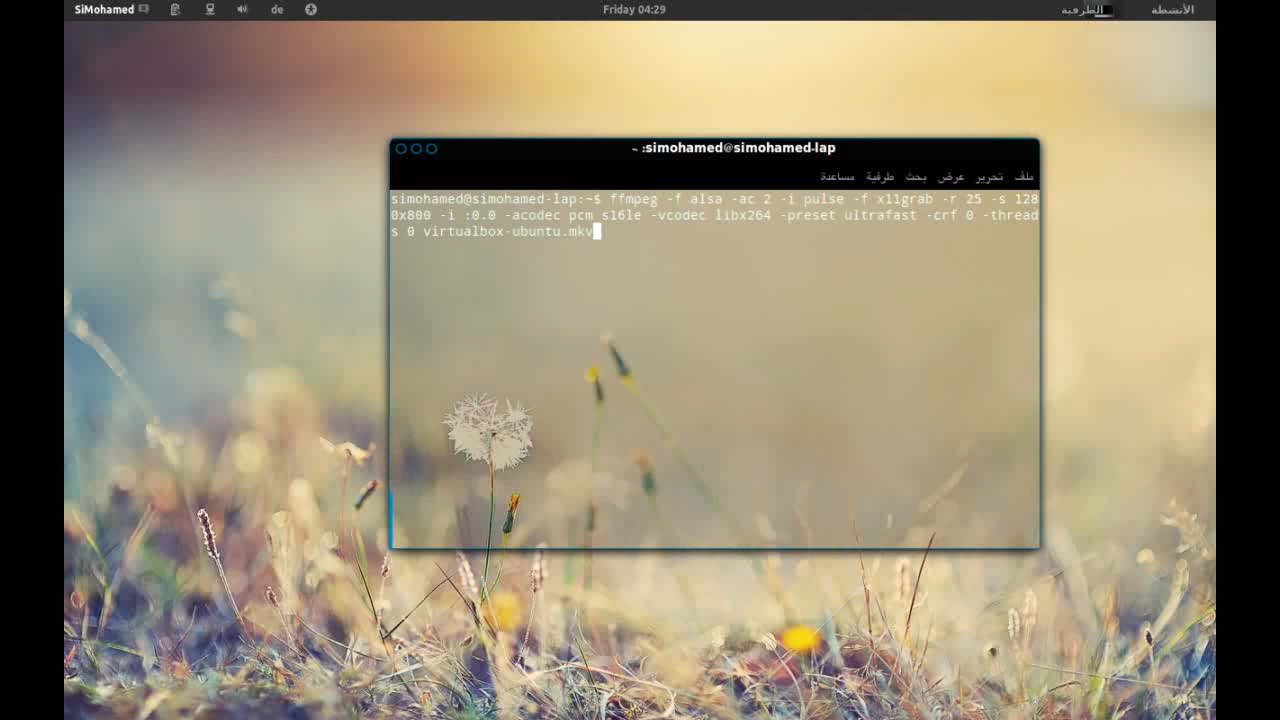 SiMohamed de Friday 04:29 الطرفية الأنشطة
~ :simohamed@simohamed-lap
ملف تحرير عرض بحث طرفية مساعدة
simohamed@simohamed-lap:~$ ffmpeg -f alsa -ac 2 -i pulse -f x11grab -r 25 -s 128
0x800 -i :0.0 -acodec pcm_s16le -vcodec libx264 -preset ultrafast -crf 0 -thread
s 0 virtualbox-ubuntu.mkv